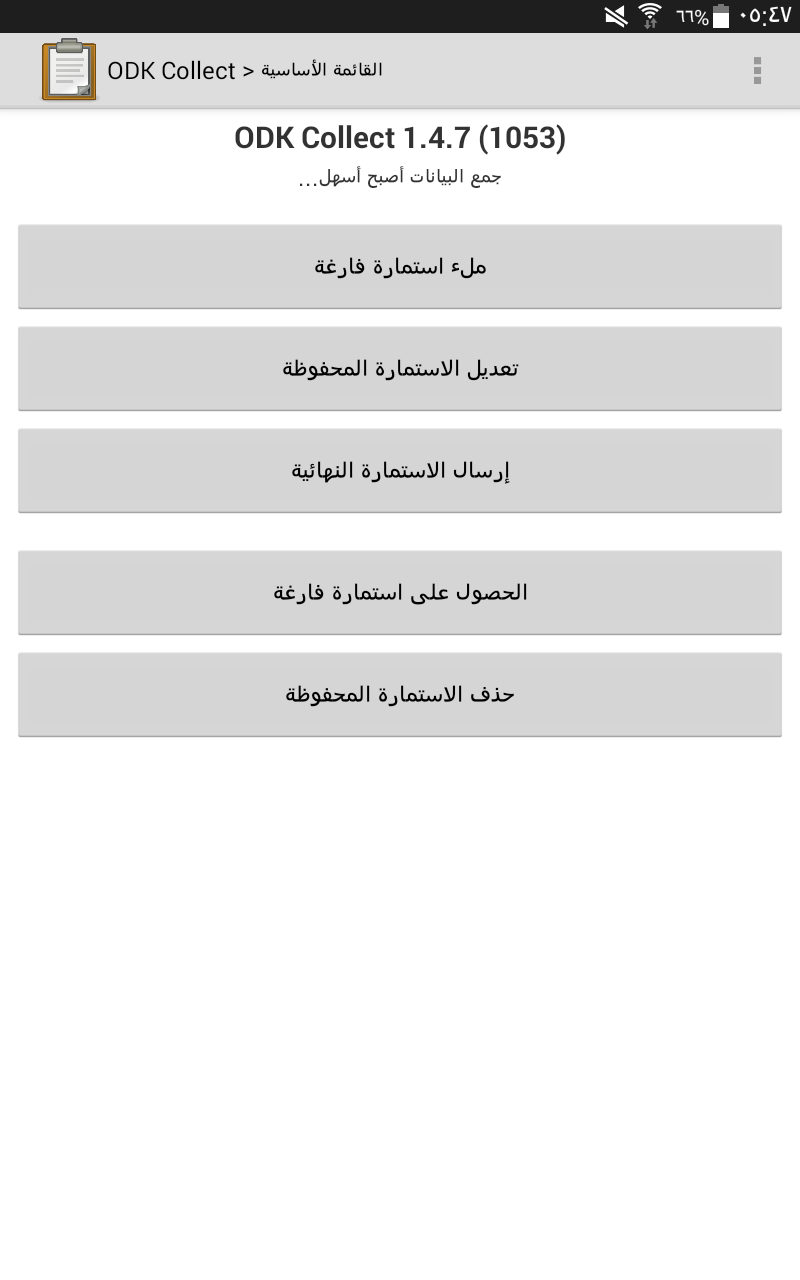 ٦٦% ٠٥:٤٧
ODK Collect > القائمة الأساسية
ODK Collect 1.4.7 (1053)
جمع البيانات أصبح أسهل...
ملء استمارة فارغة
تعديل الاستمارة المحفوظة
إرسال الاستمارة النهائية
الحصول على استمارة فارغة
حذف الاستمارة المحفوظة